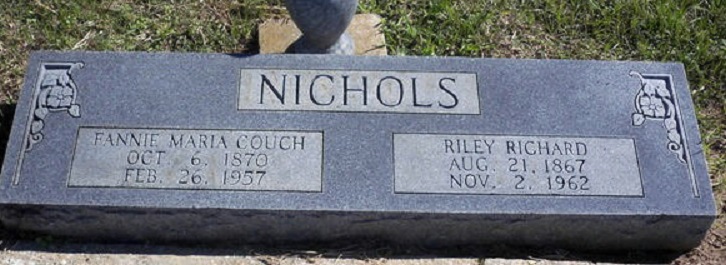 NICHOLS
FANNIE MARIA COUCH
OCT. 6, 1870
FEB. 26, 1957
RILEY RICHARD
AUG. 21, 1867
NOV. 2, 1962